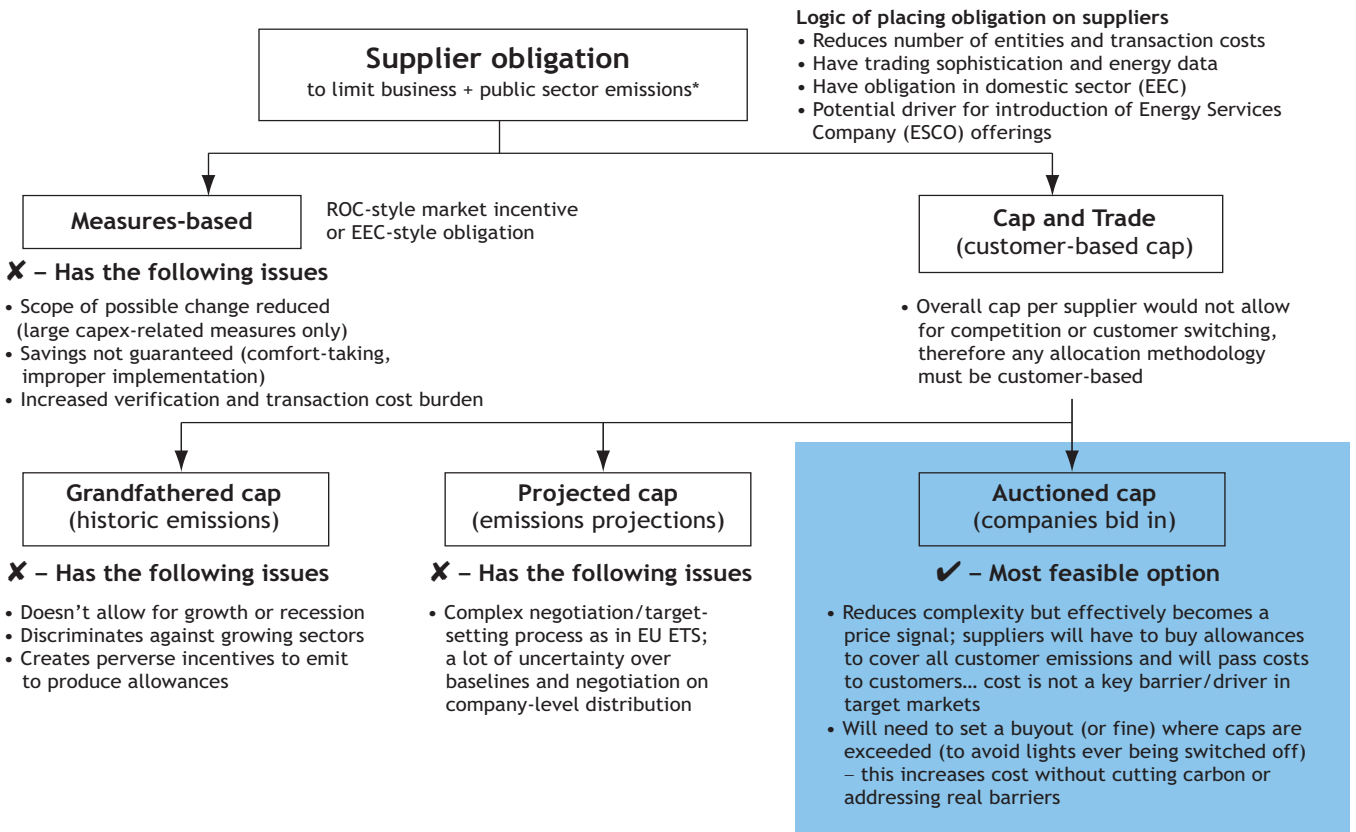 Supplier obligation
to limit business + public sector emissions*
Logic of placing obligation on suppliers
• Reduces number of entities and transaction costs
• Have trading sophistication and energy data
• Have obligation in domestic sector (EEC)
• Potential driver for introduction of Energy Services
Company (ESCO) offerings
Measures-based
ROC-style market incentive
or EEC-style obligation
✘ – Has the following issues
• Scope of possible change reduced
(large capex-related measures only)
• Savings not guaranteed (comfort-taking,
improper implementation)
• Increased verification and transaction cost burden
Cap and Trade
(customer-based cap)
• Overall cap per supplier would not allow
for competition or customer switching,
therefore any allocation methodology
must be customer-based
Grandfathered cap
(historic emissions)
✘ – Has the following issues
• Doesn’t allow for growth or recession
• Discriminates against growing sectors
• Creates perverse incentives to emit
to produce allowances
Projected cap
(emissions projections)
✘ – Has the following issues
• Complex negotiation/target-
setting process as in EU ETS;
a lot of uncertainty over
baselines and negotiation on
company-level distribution
Auctioned cap
(companies bid in)
✔ – Most feasible option
• Reduces complexity but effectively becomes a
price signal; suppliers will have to buy allowances
to cover all customer emissions and will pass costs
to customers… cost is not a key barrier/driver in
target markets
• Will need to set a buyout (or fine) where caps are
exceeded (to avoid lights ever being switched off)
– this increases cost without cutting carbon or
addressing real barriers